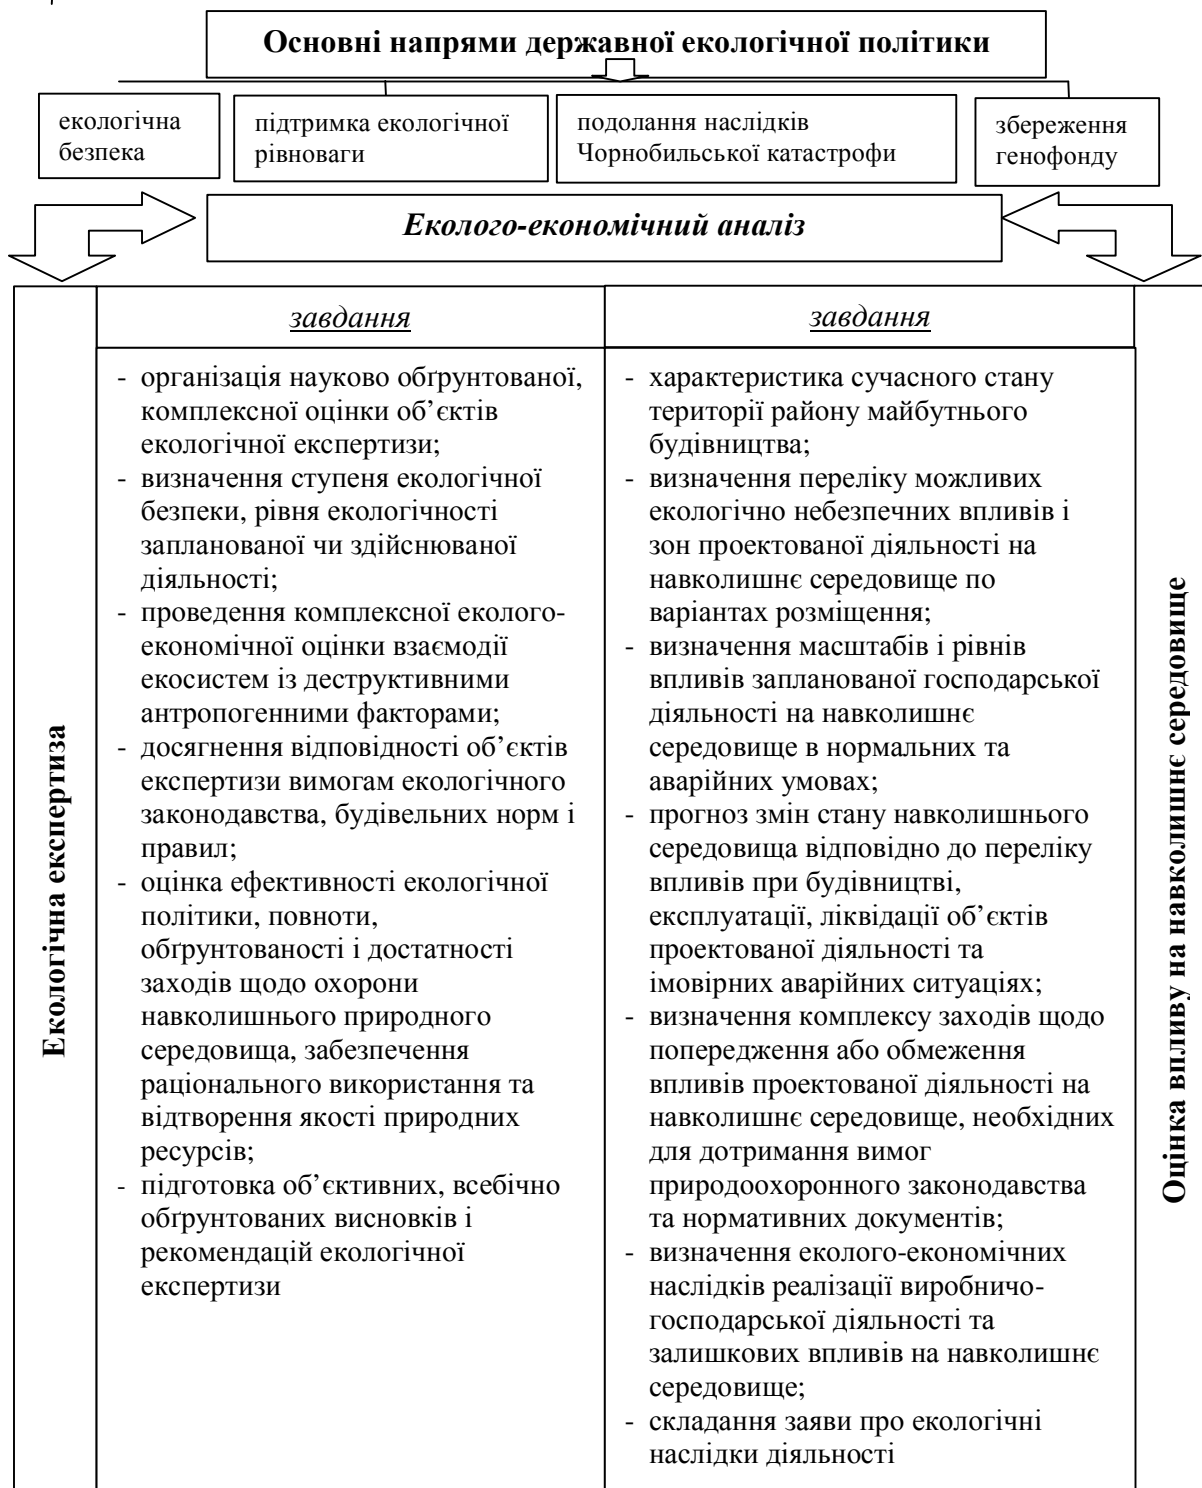 Основні напрями державної екологічної політики
екологічна
безпека
підтримка екологічної
рівноваги
подолання наслідків
Чорнобильської катастрофи
збереження
генофонду
Еколого-економічний аналіз
Екологічна експертиза
завдання
- організація науково обґрунтованої,
комплексної оцінки об’єктів
екологічної експертизи;
- визначення ступеня екологічної
безпеки, рівня екологічності
запланованої чи здійснюваної
діяльності;
- проведення комплексної еколого-
економічної оцінки взаємодії
екосистем із деструктивними
антропогенними факторами;
- досягнення відповідності об’єктів
експертизи вимогам екологічного
законодавства, будівельних норм і
правил;
- оцінка ефективності екологічної
політики, повноти,
обґрунтованості і достатності
заходів щодо охорони
навколишнього природного
середовища, забезпечення
раціонального використання та
відтворення якості природних
ресурсів;
- підготовка об’єктивних, всебічно
обґрунтованих висновків і
рекомендацій екологічної
експертизи
завдання
- характеристика сучасного стану
території району майбутнього
будівництва;
- визначення переліку можливих
екологічно небезпечних впливів і
зон проектованої діяльності на
навколишнє середовище по
варіантах розміщення;
- визначення масштабів і рівнів
впливів запланованої господарської
діяльності на навколишнє
середовище в нормальних та
аварійних умовах;
- прогноз змін стану навколишнього
середовища відповідно до переліку
впливів при будівництві,
експлуатації, ліквідації об’єктів
проектованої діяльності та
імовірних аварійних ситуаціях;
- визначення комплексу заходів щодо
попередження або обмеження
впливів проектованої діяльності на
навколишнє середовище, необхідних
для дотримання вимог
природоохоронного законодавства
та нормативних документів;
- визначення еколого-економічних
наслідків реалізації виробничо-
господарської діяльності та
залишкових впливів на навколишнє
середовище;
- складання заяви про екологічні
наслідки діяльності
Оцінка впливу на навколишнє середовище